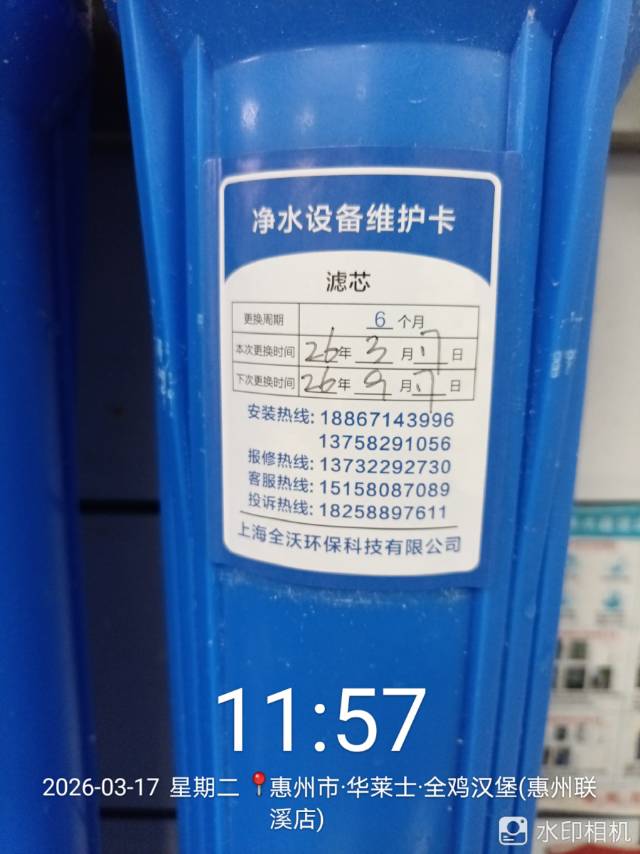 净水设备维护卡
滤芯
更换周期 6 个月
本次更换时间 26年 3 月 17 日
下次更换时间 26年 9 月 17 日
安装热线: 18867143996
13758291056
报修热线: 13732292730
客服热线: 15158087089
投诉热线: 18258897611
上海全沃环保科技有限公司
11:57
2026-03-17 星期二 惠州市·华莱士·全鸡汉堡(惠州联
溪店)
水印相机